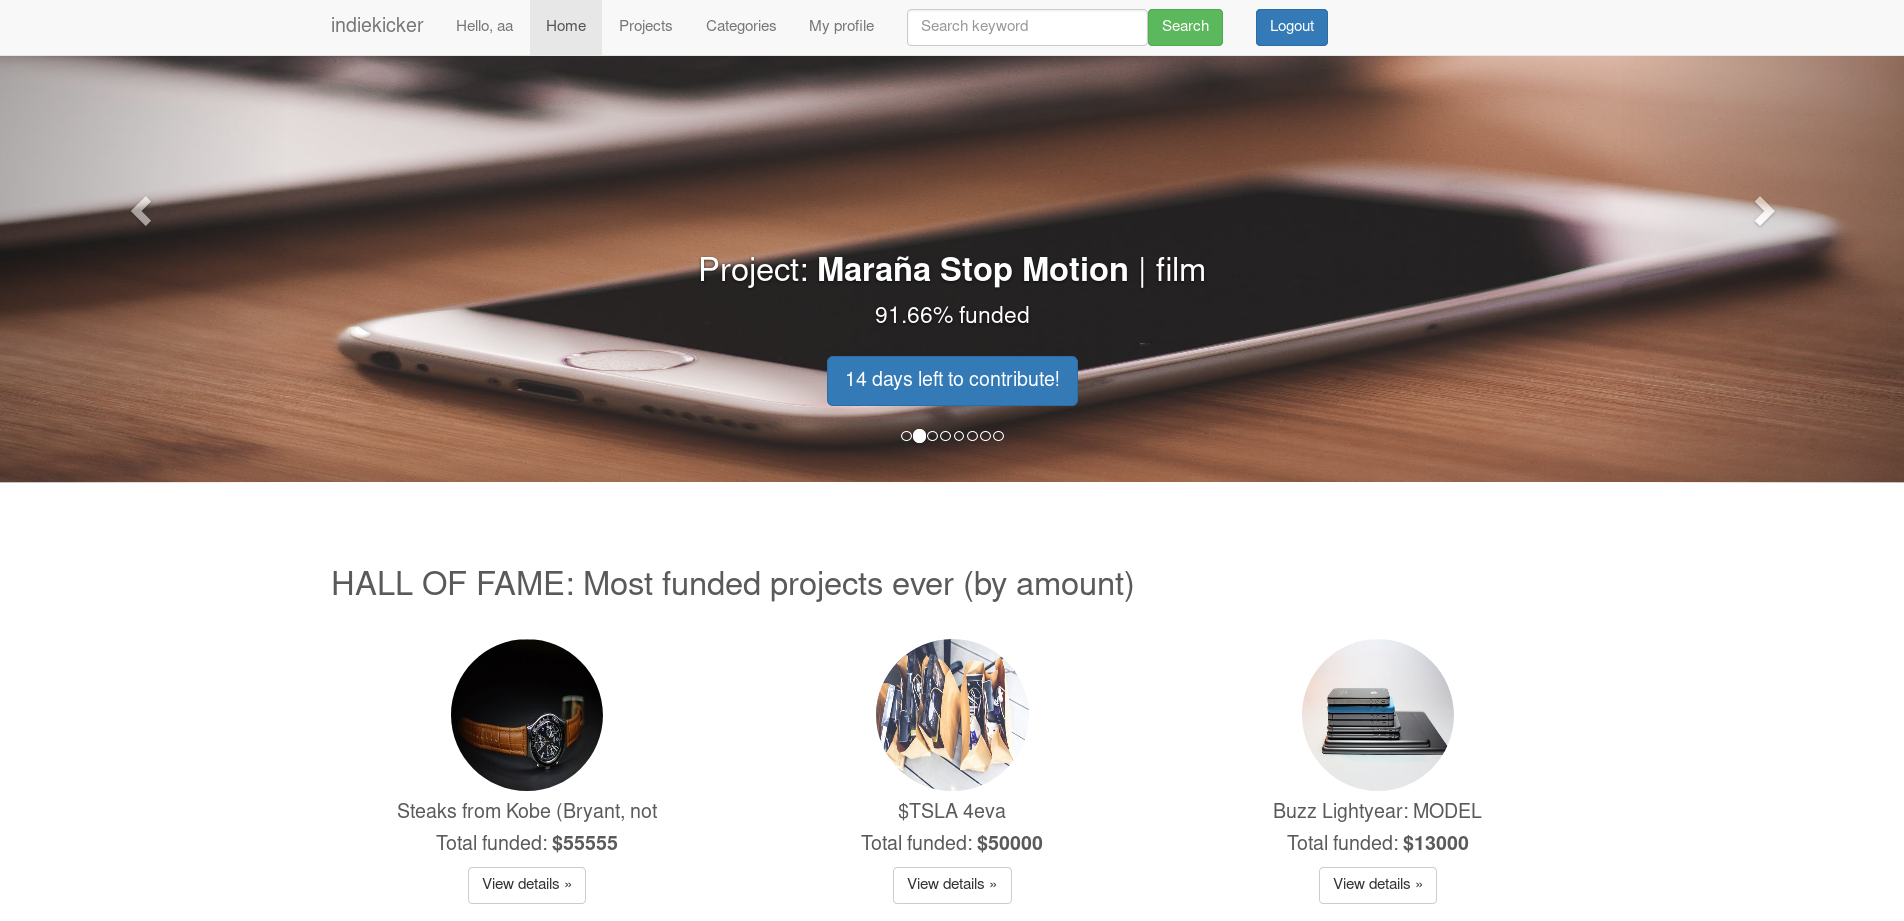 indiekicker Hello, aa Home Projects Categories My profile Search keyword Search Logout
Project: Maraña Stop Motion | film
91.66% funded
14 days left to contribute!
HALL OF FAME: Most funded projects ever (by amount)
Steaks from Kobe (Bryant, not
Total funded: $55555
View details »
$TSLA 4eva
Total funded: $50000
View details »
Buzz Lightyear: MODEL
Total funded: $13000
View details »